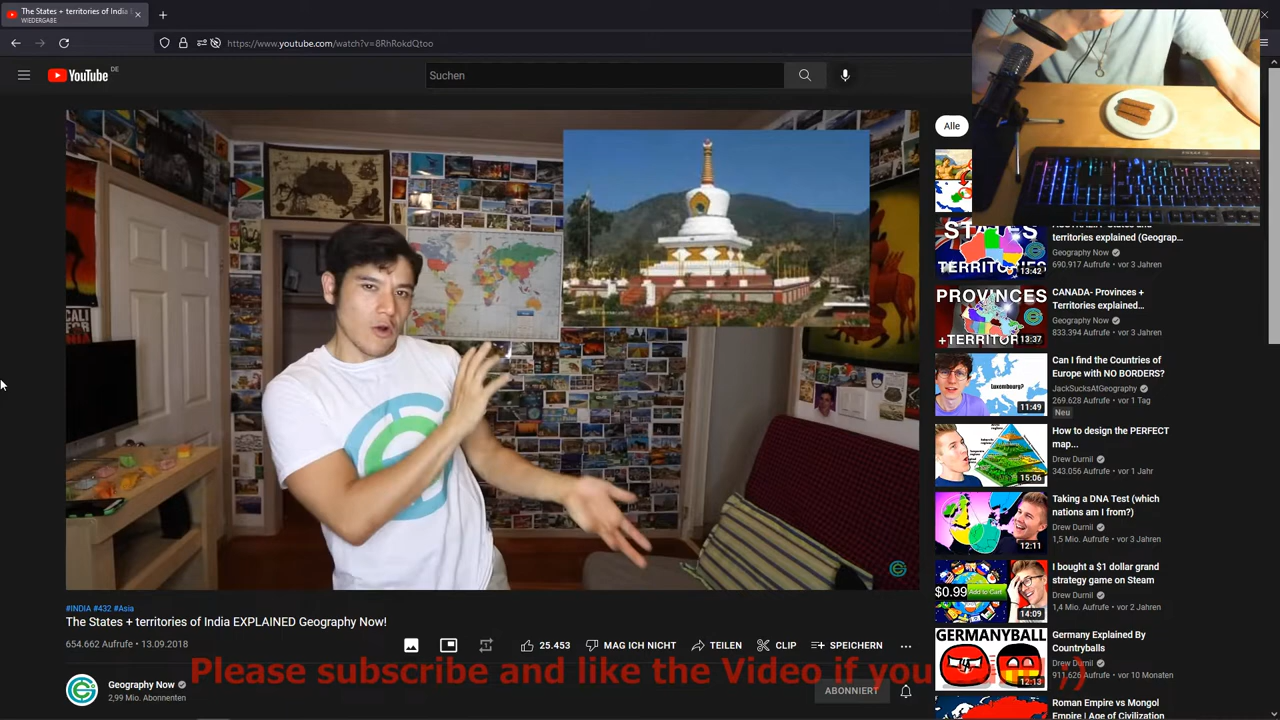 The States + territories of India
WIEDERGABE
https://www.youtube.com/watch?v=8RhRokdQtoo
YouTube DE
Suchen
Alle
CALI
FOR
STATES
TERRITORIES
13:42
territories explained (Geograp...
Geography Now
690.917 Aufrufe • vor 3 Jahren
PROVINCES
+TERRITOR
13:37
CANADA- Provinces +
Territories explained...
Geography Now
833.394 Aufrufe • vor 3 Jahren
Luxembourg?
11:49
Can I find the Countries of
Europe with NO BORDERS?
JackSucksAtGeography
269.628 Aufrufe • vor 1 Tag
Neu
15:06
How to design the PERFECT
map...
Drew Durnil
343.056 Aufrufe • vor 1 Jahr
12:11
Taking a DNA Test (which
nations am I from?)
Drew Durnil
1,5 Mio. Aufrufe • vor 3 Jahren
$0.99 Add to Cart
14:09
I bought a $1 dollar grand
strategy game on Steam
Drew Durnil
1,4 Mio. Aufrufe • vor 2 Jahren
GERMANYBALL
12:13
Germany Explained By
Countryballs
Drew Durnil
911,626 Aufrufe • vor 10 Monaten
Roman Empire vs Mongol
Empire | Age of Civilization
#INDIA #432 #Asia
The States + territories of India EXPLAINED Geography Now!
654.662 Aufrufe • 13.09.2018
25.453
MAG ICH NICHT
TEILEN
CLIP
SPEICHERN
Please subscribe and like the Video if you
Geography Now
2,99 Mio. Abonnenten
ABONNIERT